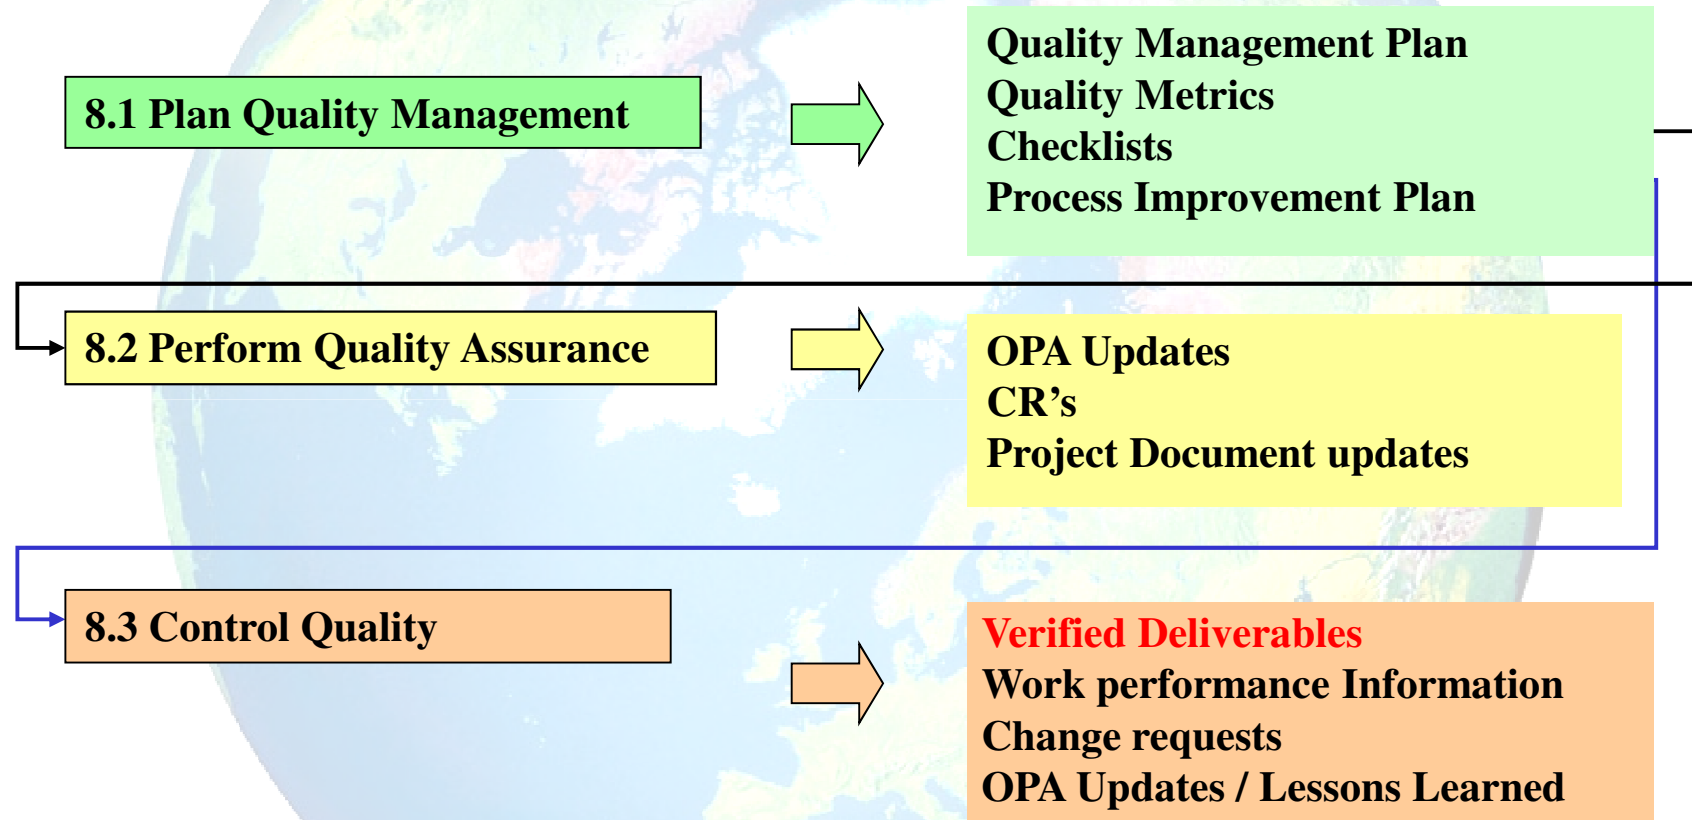 8.1 Plan Quality Management
Quality Management Plan
Quality Metrics
Checklists
Process Improvement Plan
8.2 Perform Quality Assurance
OPA Updates
CR’s
Project Document updates
8.3 Control Quality
Verified Deliverables
Work performance Information
Change requests
OPA Updates / Lessons Learned